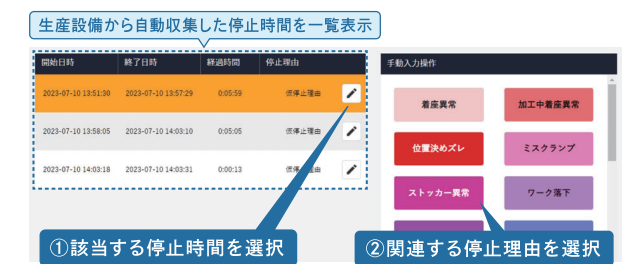 生産設備から自動収集した停止時間を一覧表示
開始日時 終了日時 経過時間 停止理由
2023-07-10 13:51:30 2023-07-10 13:57:29 0:05:59 仮停止理由
2023-07-10 13:58:05 2023-07-10 14:03:10 0:05:05 仮停止理由
2023-07-10 14:03:18 2023-07-10 14:03:31 0:00:13 仮停止理由
手動入力操作
着座異常 加工中着座異常
位置決めズレ ミスクランプ
ストッカー異常 ワーク落下
①該当する停止時間を選択
②関連する停止理由を選択